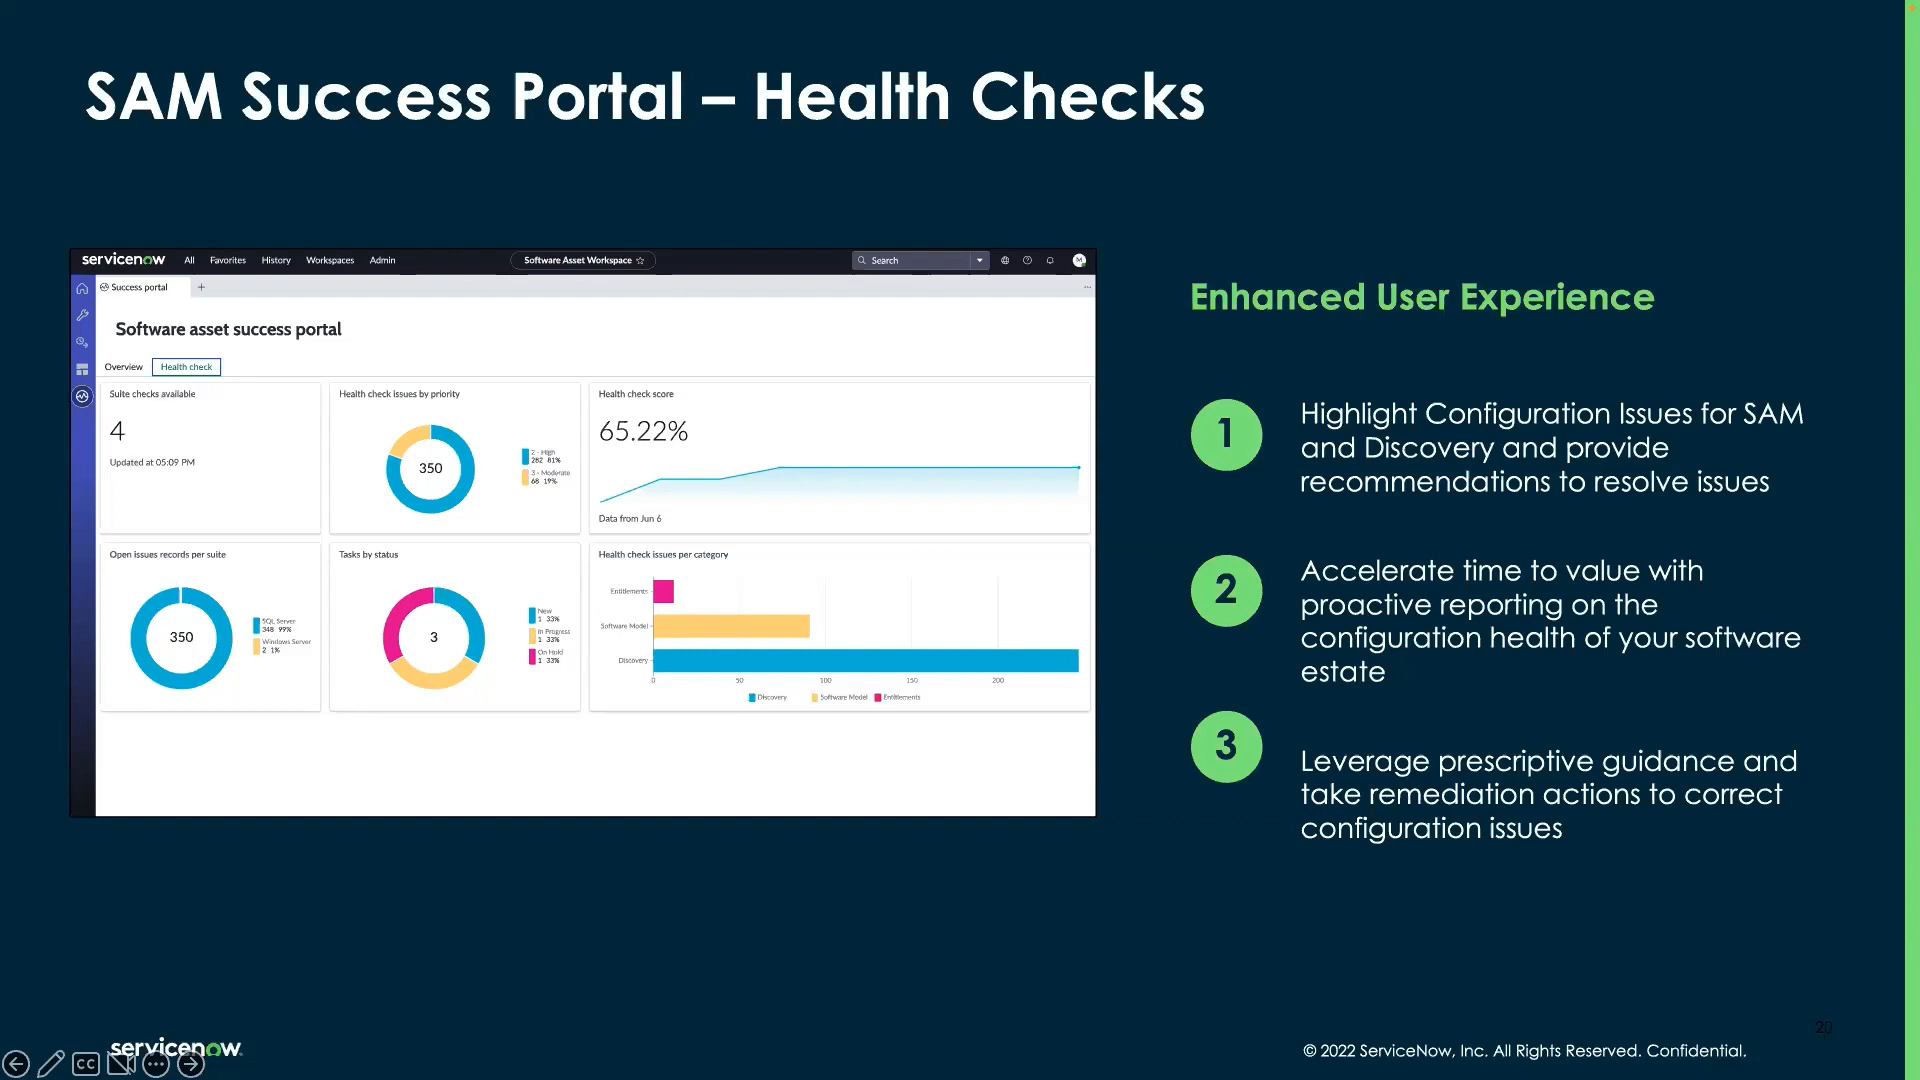 SAM Success Portal – Health Checks
servicenow
All
Favorites
History
Workspaces
Admin
Software Asset Workspace
Search
M
Success portal
Software asset success portal
Overview
Health check
Suite checks available
4
Updated at 05:09 PM
Health check issues by priority
350
2 - High
282 81%
3 - Moderate
68 19%
Health check score
65.22%
Data from Jun 6
Open issues records per suite
350
SQL Server
348 99%
Windows Server
2 1%
Tasks by status
3
New
1 33%
In Progress
1 33%
On Hold
1 33%
Health check issues per category
Entitlements
Software Model
Discovery
0
50
100
150
200
Discovery
Software Model
Entitlements
Enhanced User Experience
1
Highlight Configuration Issues for SAM
and Discovery and provide
recommendations to resolve issues
2
Accelerate time to value with
proactive reporting on the
configuration health of your software
estate
3
Leverage prescriptive guidance and
take remediation actions to correct
configuration issues
servicenow
CC
20
© 2022 ServiceNow, Inc. All Rights Reserved. Confidential.